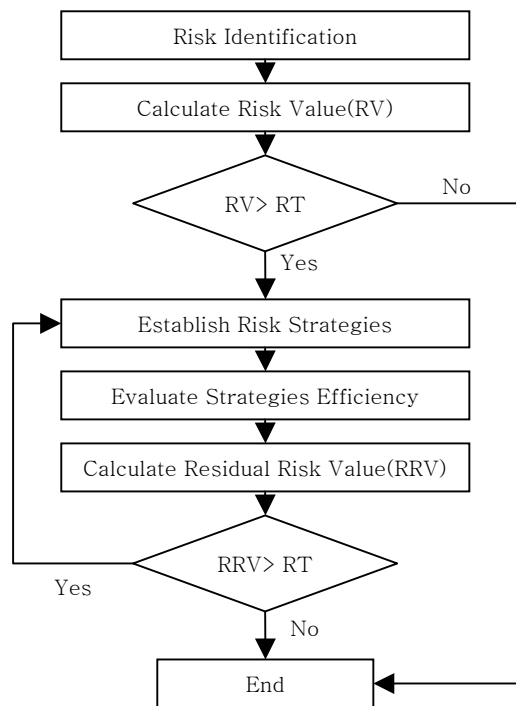 Risk Identification
Calculate Risk Value(RV)
RV> RT
No
Yes
Establish Risk Strategies
Evaluate Strategies Efficiency
Calculate Residual Risk Value(RRV)
RRV> RT
Yes
No
End